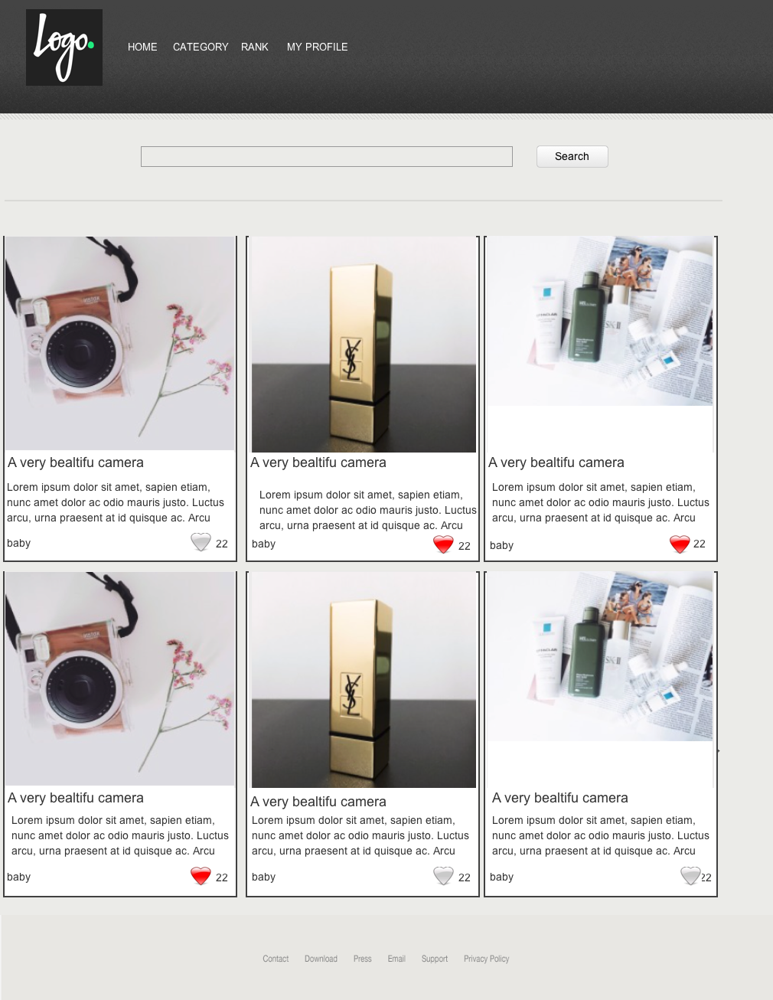 Logo.
HOME CATEGORY RANK MY PROFILE
Search
YSL
A very bealtifu camera
Lorem ipsum dolor sit amet, sapien etiam,
nunc amet dolor ac odio mauris justo. Luctus
arcu, urna praesent at id quisque ac. Arcu
baby 22
A very bealtifu camera
Lorem ipsum dolor sit amet, sapien etiam,
nunc amet dolor ac odio mauris justo. Luctus
arcu, urna praesent at id quisque ac. Arcu
baby 22
A very bealtifu camera
Lorem ipsum dolor sit amet, sapien etiam,
nunc amet dolor ac odio mauris justo. Luctus
arcu, urna praesent at id quisque ac. Arcu
baby 22
YSL
A very bealtifu camera
Lorem ipsum dolor sit amet, sapien etiam,
nunc amet dolor ac odio mauris justo. Luctus
arcu, urna praesent at id quisque ac. Arcu
baby 22
A very bealtifu camera
Lorem ipsum dolor sit amet, sapien etiam,
nunc amet dolor ac odio mauris justo. Luctus
arcu, urna praesent at id quisque ac. Arcu
baby 22
A very bealtifu camera
Lorem ipsum dolor sit amet, sapien etiam,
nunc amet dolor ac odio mauris justo. Luctus
arcu, urna praesent at id quisque ac. Arcu
baby 22
Contact Download Press Email Support Privacy Policy